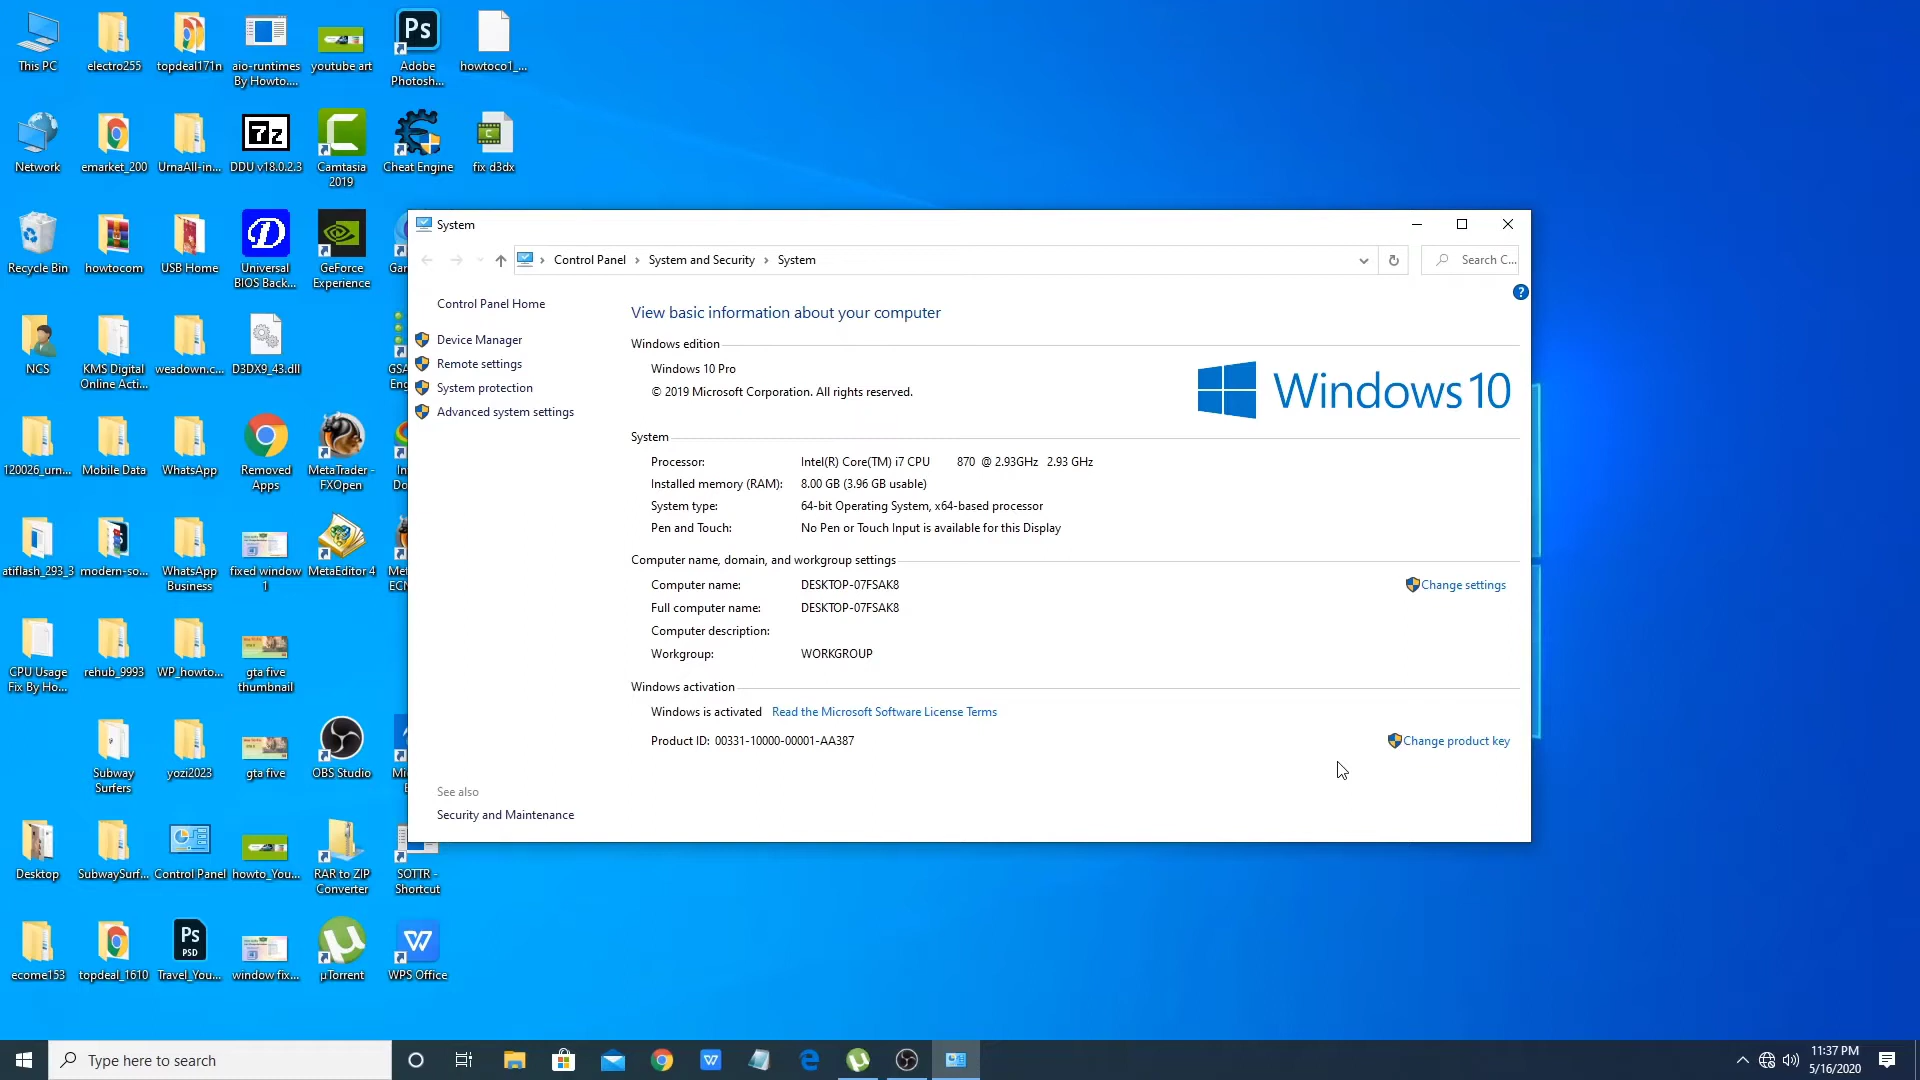 This PC
electro255
topdeal171n
aio-runtimes
By Howto....
youtube art
Ps
Adobe
Photosh...
howtoco1_...
Network
emarket_200
UrnaAll-in...
7z
DDU v18.0.2.3
Camtasia
2019
Cheat Engine
fix d3dx
Recycle Bin
howtocom
USB Home
Universal
BIOS Back...
GeForce
Experience
NCS
KMS Digital
Online Acti...
weadown.c...
D3DX9_43.dll
120026_urn...
Mobile Data
WhatsApp
Removed
Apps
MetaTrader -
FXOpen
atiflash_293_3
modern-so...
WhatsApp
Business
fixed window
1
MetaEditor 4
CPU Usage
Fix By Ho...
rehub_9993
WP_howto...
gta five
thumbnail
Subway
Surfers
yozi2023
gta five
OBS Studio
Desktop
SubwaySurf...
Control Panel
howto_You...
RAR to ZIP
Converter
SOTTR -
Shortcut
ecome153
topdeal_1610
Ps
PSD
Travel_You...
window fix...
µTorrent
WPS Office
System
Control Panel > System and Security > System
Search C...
Control Panel Home
Device Manager
Remote settings
System protection
Advanced system settings
See also
Security and Maintenance
View basic information about your computer
Windows edition
Windows 10 Pro
© 2019 Microsoft Corporation. All rights reserved.
Windows 10
System
Processor: Intel(R) Core(TM) i7 CPU 870 @ 2.93GHz 2.93 GHz
Installed memory (RAM): 8.00 GB (3.96 GB usable)
System type: 64-bit Operating System, x64-based processor
Pen and Touch: No Pen or Touch Input is available for this Display
Computer name, domain, and workgroup settings
Computer name: DESKTOP-07FSAK8
Change settings
Full computer name: DESKTOP-07FSAK8
Computer description:
Workgroup: WORKGROUP
Windows activation
Windows is activated Read the Microsoft Software License Terms
Product ID: 00331-10000-00001-AA387
Change product key
Type here to search
11:37 PM
5/16/2020